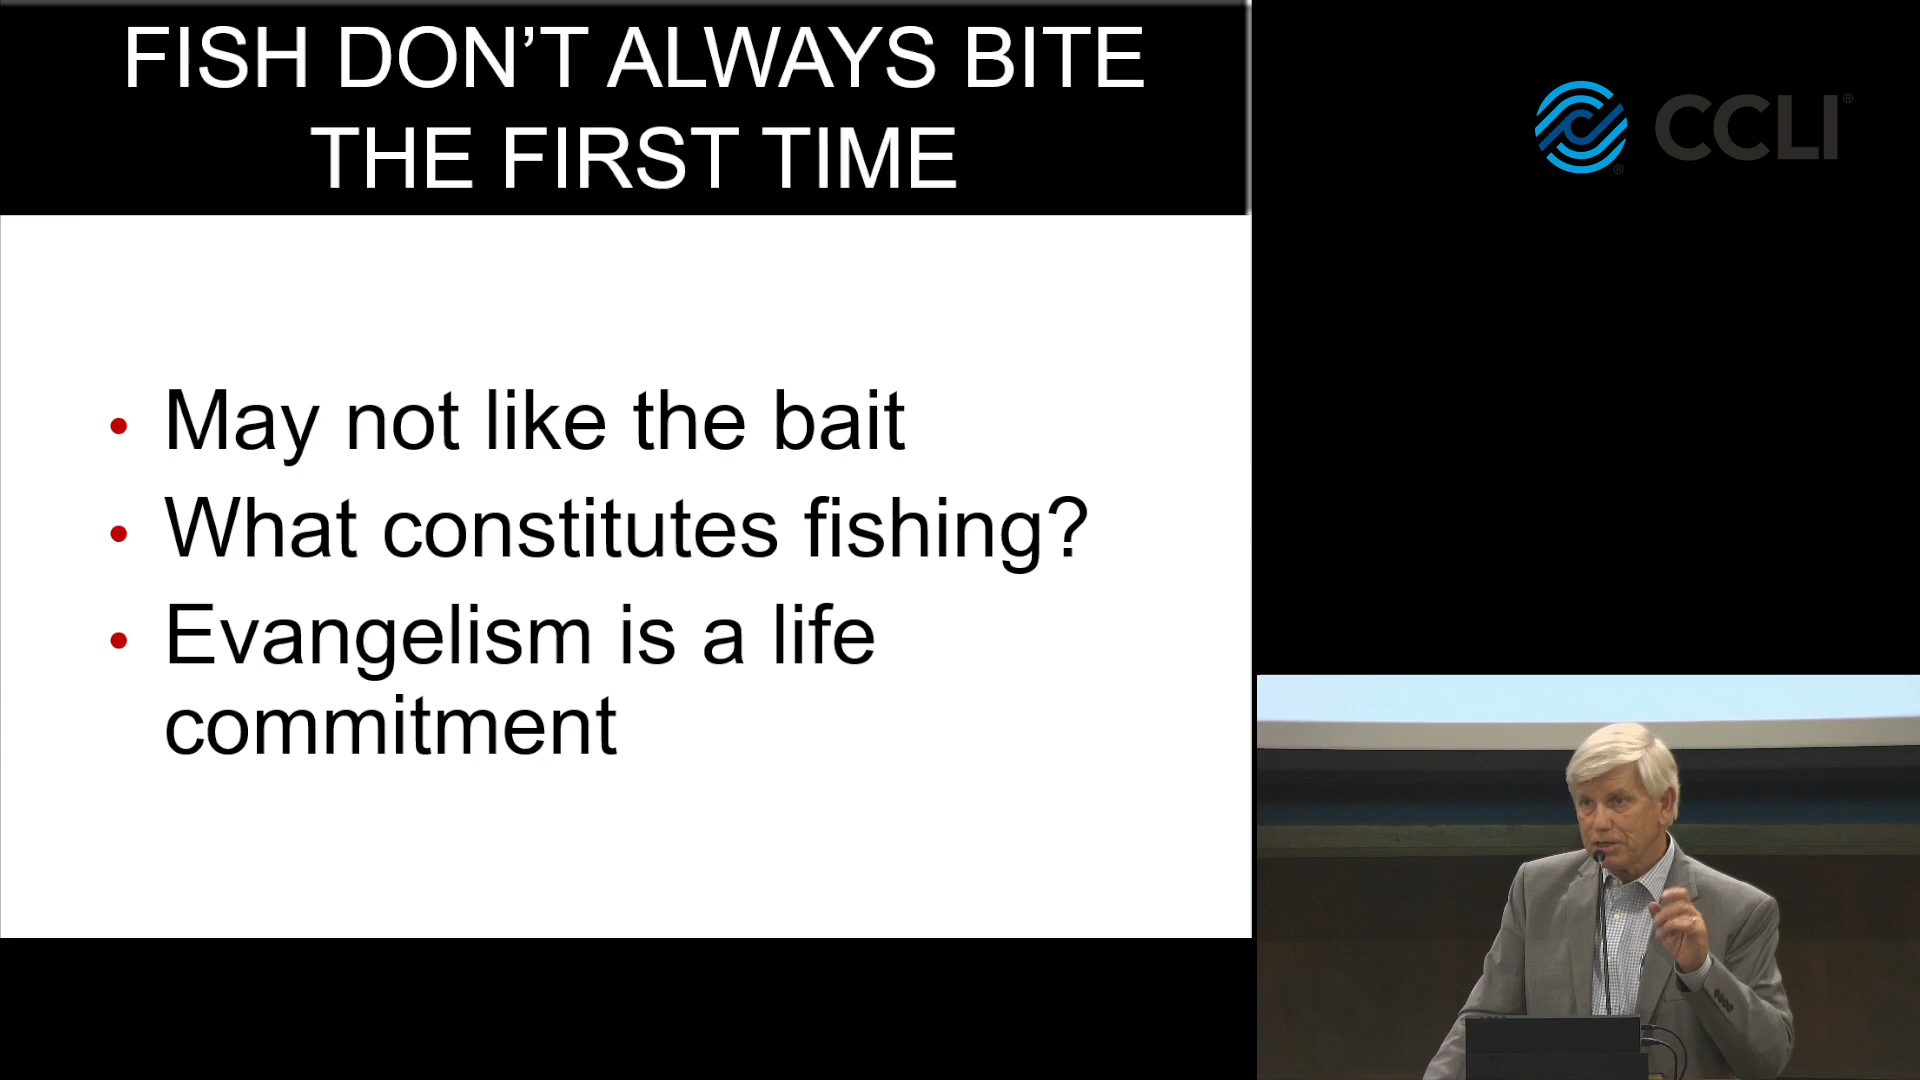 FISH DON’T ALWAYS BITE
THE FIRST TIME
• May not like the bait
• What constitutes fishing?
• Evangelism is a life
commitment
CCLI®
®